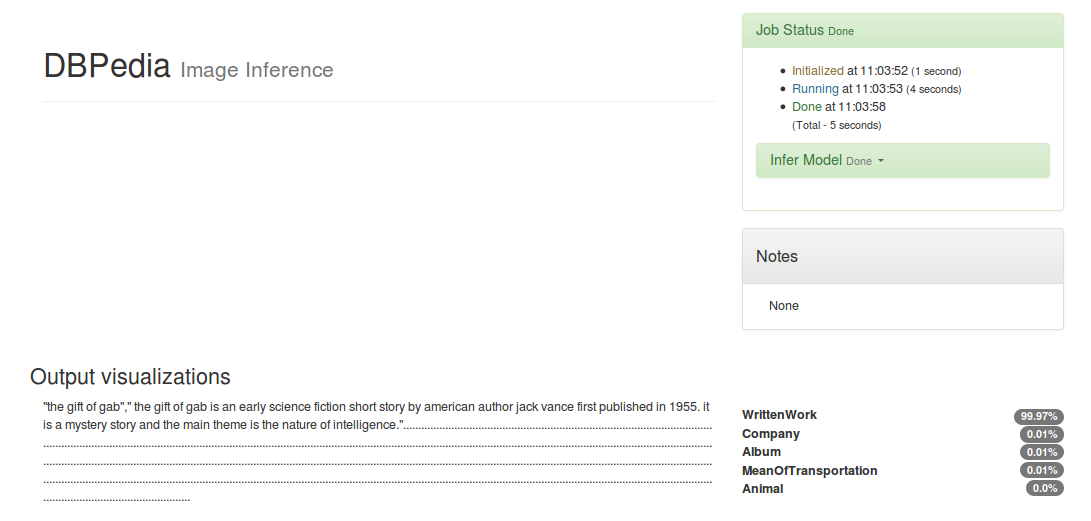 DBPedia Image Inference
Job Status Done
Initialized at 11:03:52 (1 second)
Running at 11:03:53 (4 seconds)
Done at 11:03:58
(Total - 5 seconds)
Infer Model Done
Notes
None
Output visualizations
"the gift of gab"," the gift of gab is an early science fiction short story by american author jack vance first published in 1955. it
is a mystery story and the main theme is the nature of intelligence.".......................................................................................................
WrittenWork 99.97%
Company 0.01%
Album 0.01%
MeanOfTransportation 0.01%
Animal 0.0%